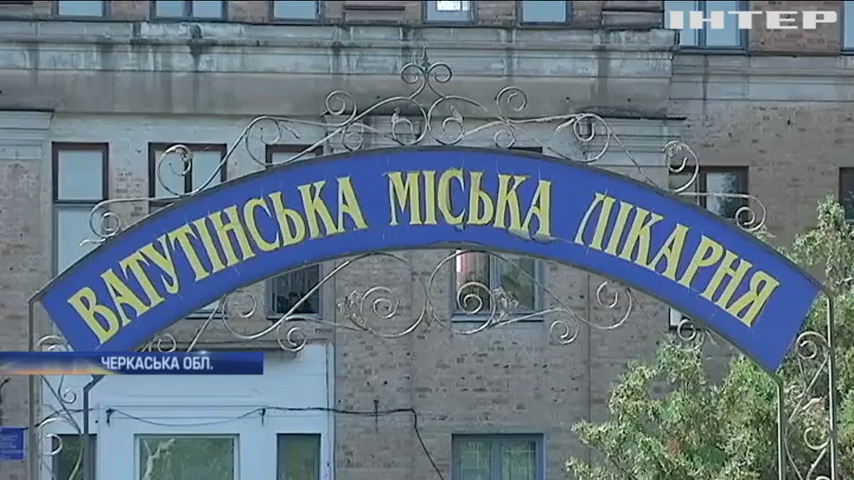 ІНТЕР
ВАТУТІНСЬКА МІСЬКА ЛІКАРНЯ
ЧЕРКАСЬКА ОБЛ.